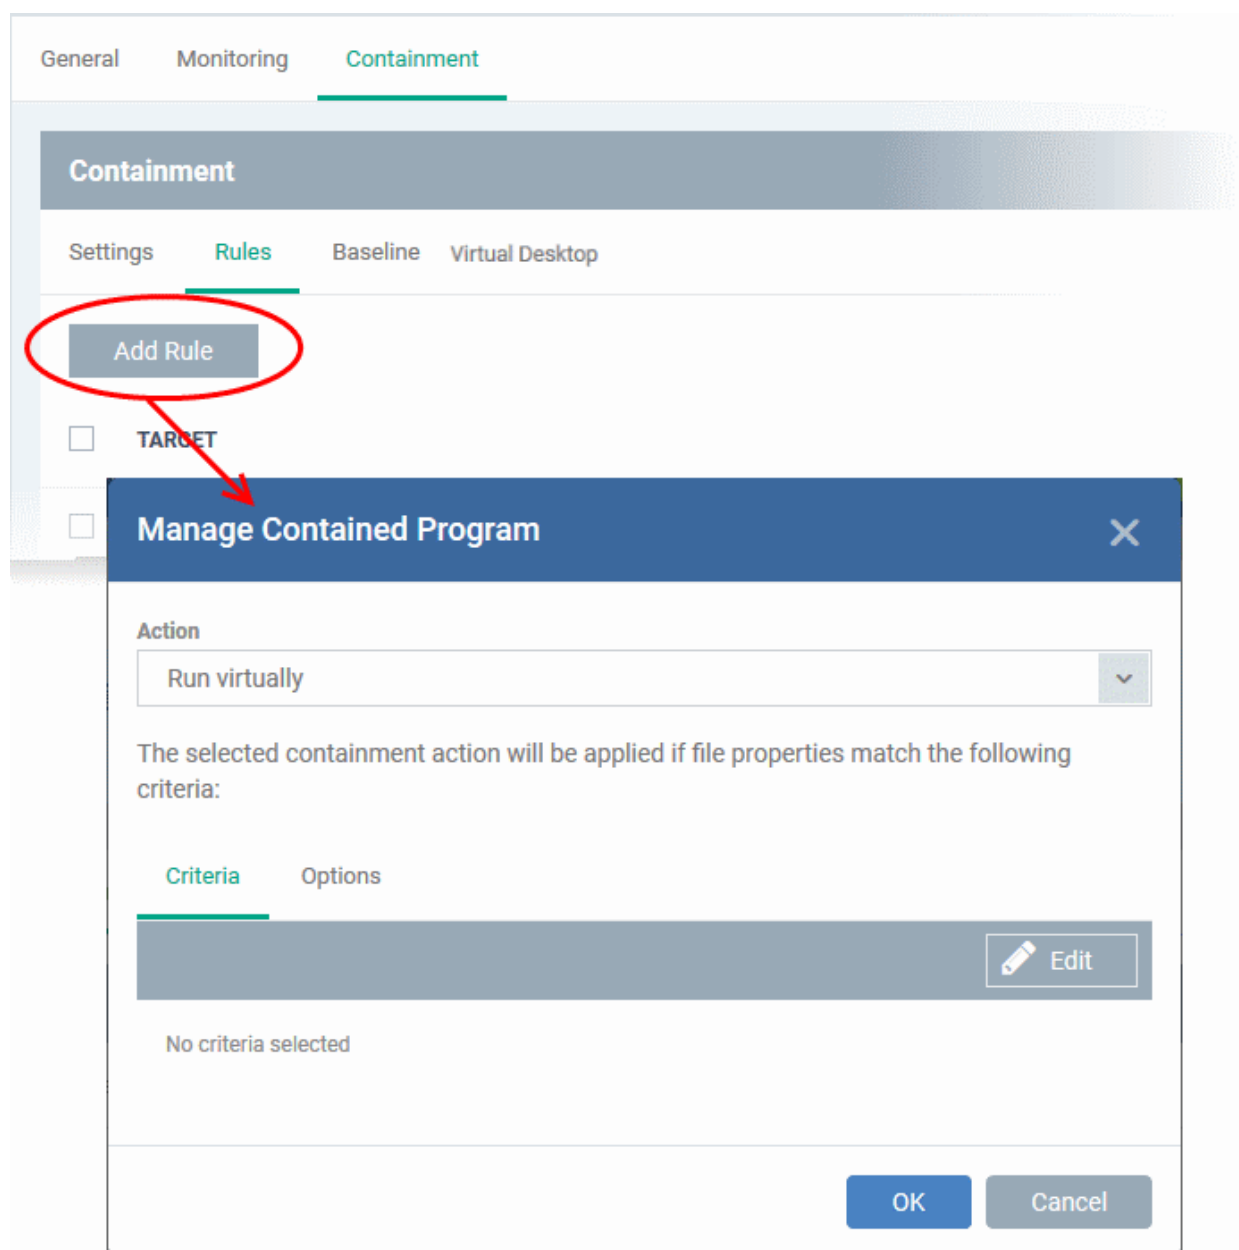 General Monitoring Containment
Containment
Settings Rules Baseline Virtual Desktop
Add Rule
TARGET
Manage Contained Program
Action
Run virtually
The selected containment action will be applied if file properties match the following
criteria:
Criteria Options
Edit
No criteria selected
OK Cancel